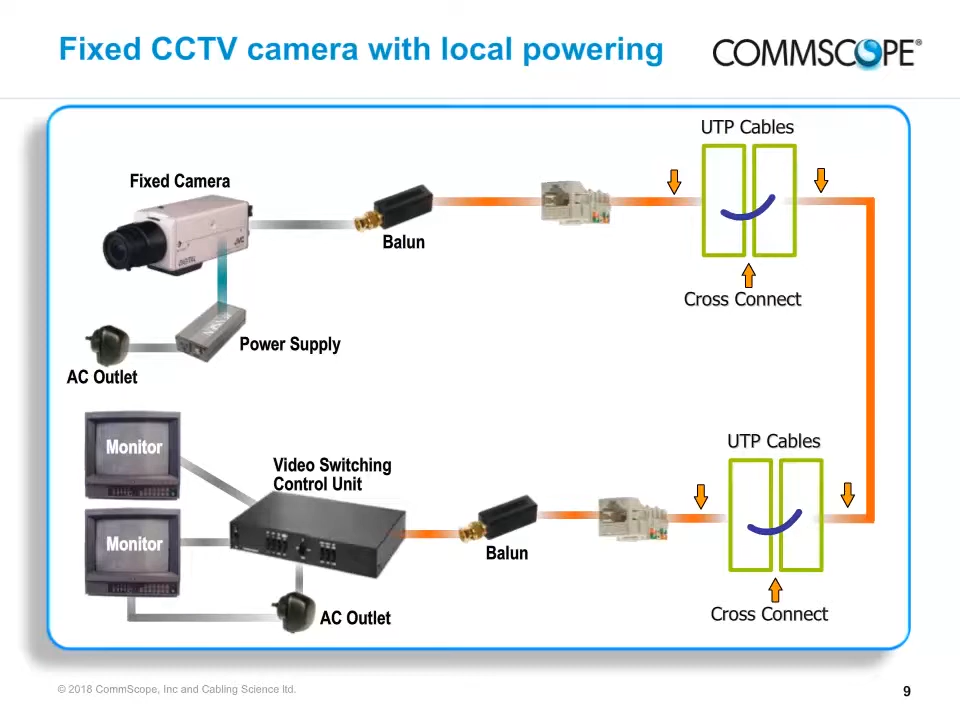 Fixed CCTV camera with local powering
COMMSCOPE®
UTP Cables
Fixed Camera
JVC
DIGITAL
Balun
Cross Connect
Power Supply
AC Outlet
Monitor
UTP Cables
Video Switching
Control Unit
Monitor
Balun
AC Outlet
Cross Connect
© 2018 CommScope, Inc and Cabling Science ltd.
9